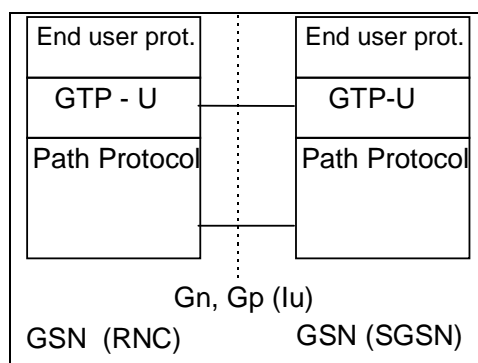 End user prot.
End user prot.
GTP - U
GTP-U
Path Protocol
Path Protocol
Gn, Gp (Iu)
GSN (RNC)
GSN (SGSN)